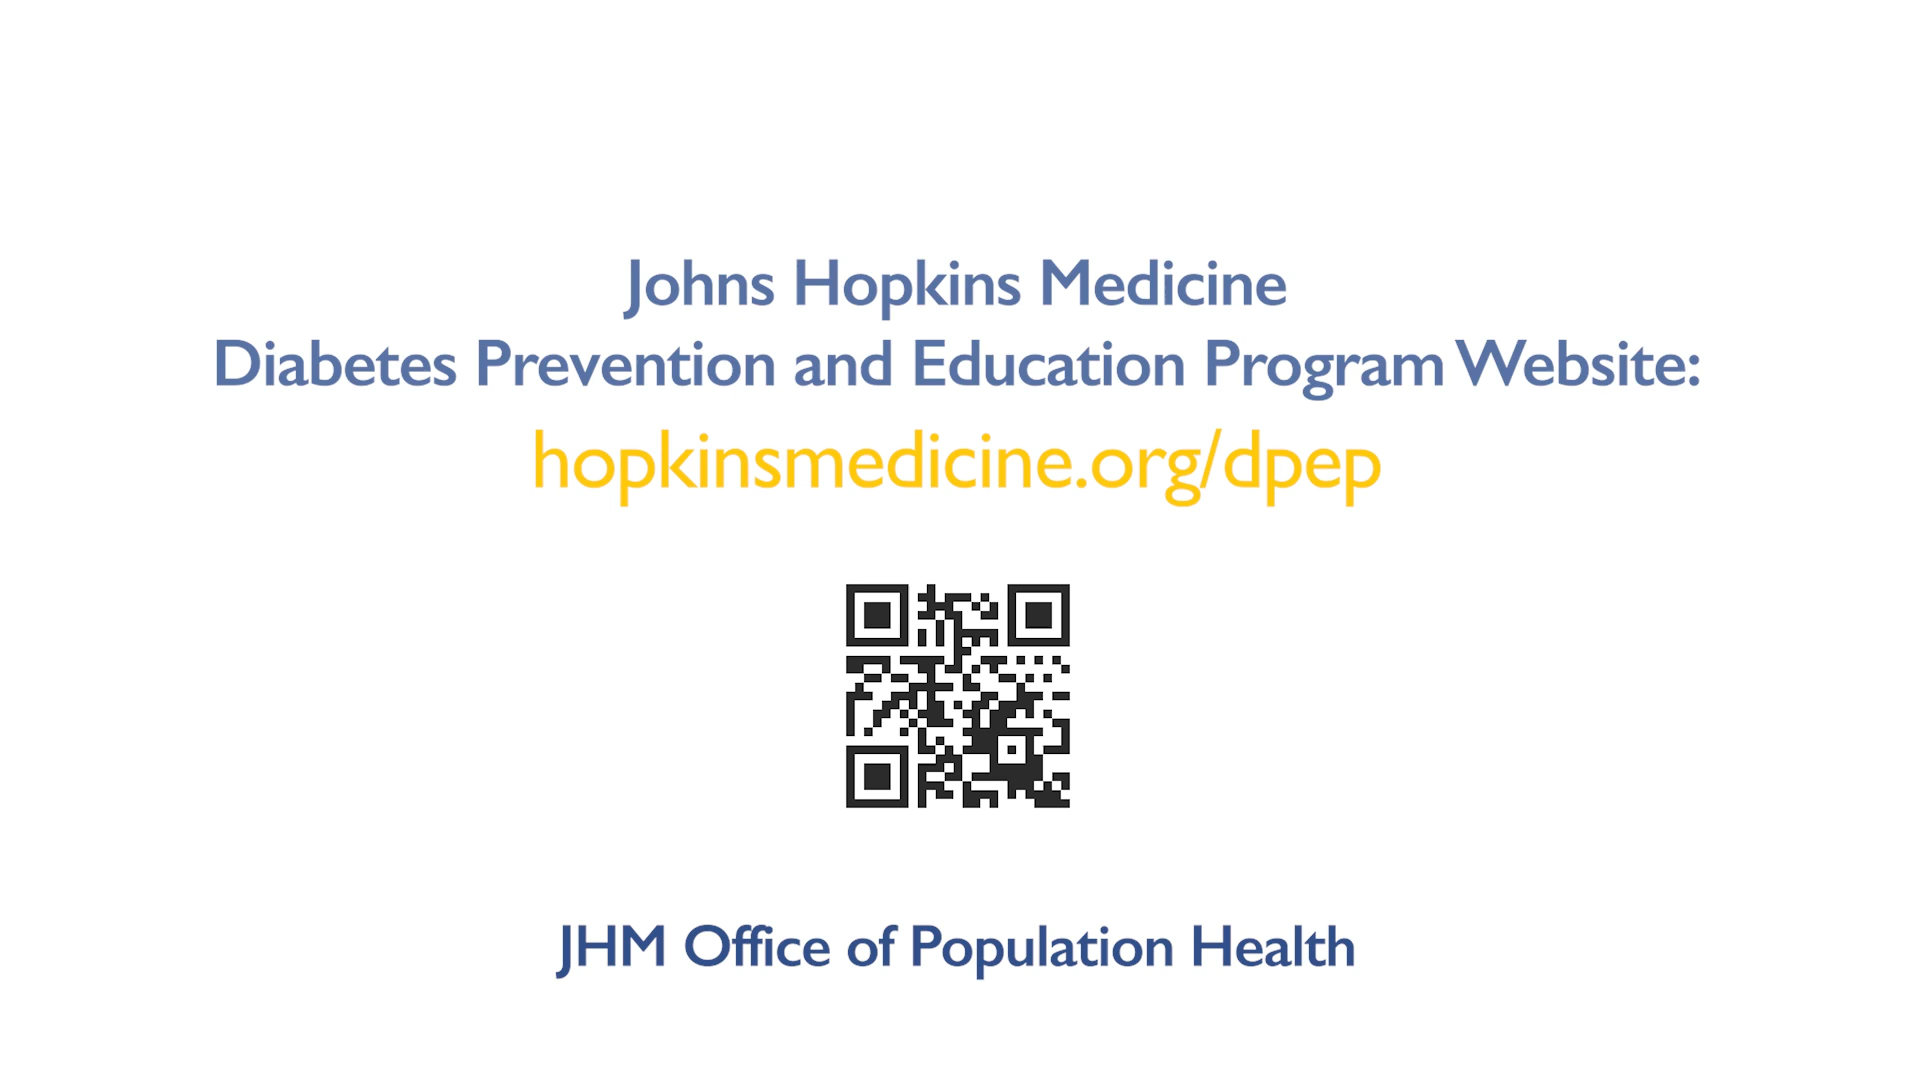 Johns Hopkins Medicine
Diabetes Prevention and Education Program Website:
hopkinsmedicine.org/dpep
JHM Office of Population Health